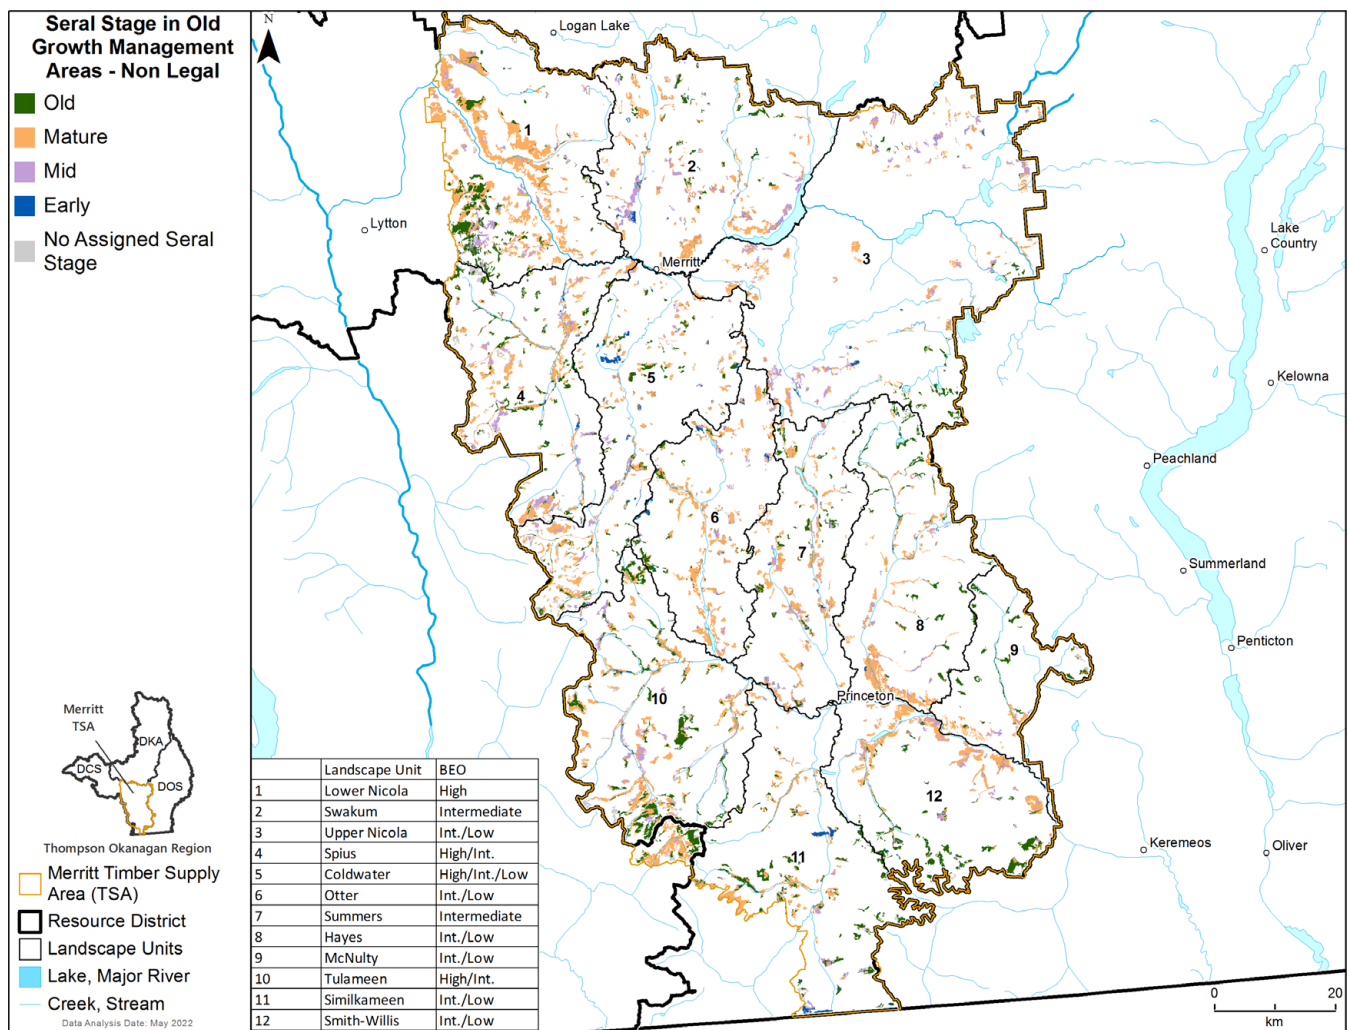 Seral Stage in Old
Growth Management
Areas - Non Legal
Old
Mature
Mid
Early
No Assigned Seral
Stage
N
Logan Lake
Lytton
Merritt
Lake
Country
Kelowna
Peachland
Summerland
Penticton
Princeton
Keremeos
Oliver
1
2
3
4
5
6
7
8
9
10
11
12
Merritt
TSA
DKA
DCS
DOS
Thompson Okanagan Region
Merritt Timber Supply
Area (TSA)
Resource District
Landscape Units
Lake, Major River
Creek, Stream
Data Analysis Date: May 2022
Landscape Unit BEO
1 Lower Nicola High
2 Swakum Intermediate
3 Upper Nicola Int./Low
4 Spius High/Int.
5 Coldwater High/Int./Low
6 Otter Int./Low
7 Summers Intermediate
8 Hayes Int./Low
9 McNulty Int./Low
10 Tulameen High/Int.
11 Similkameen Int./Low
12 Smith-Willis Int./Low
0 20
km